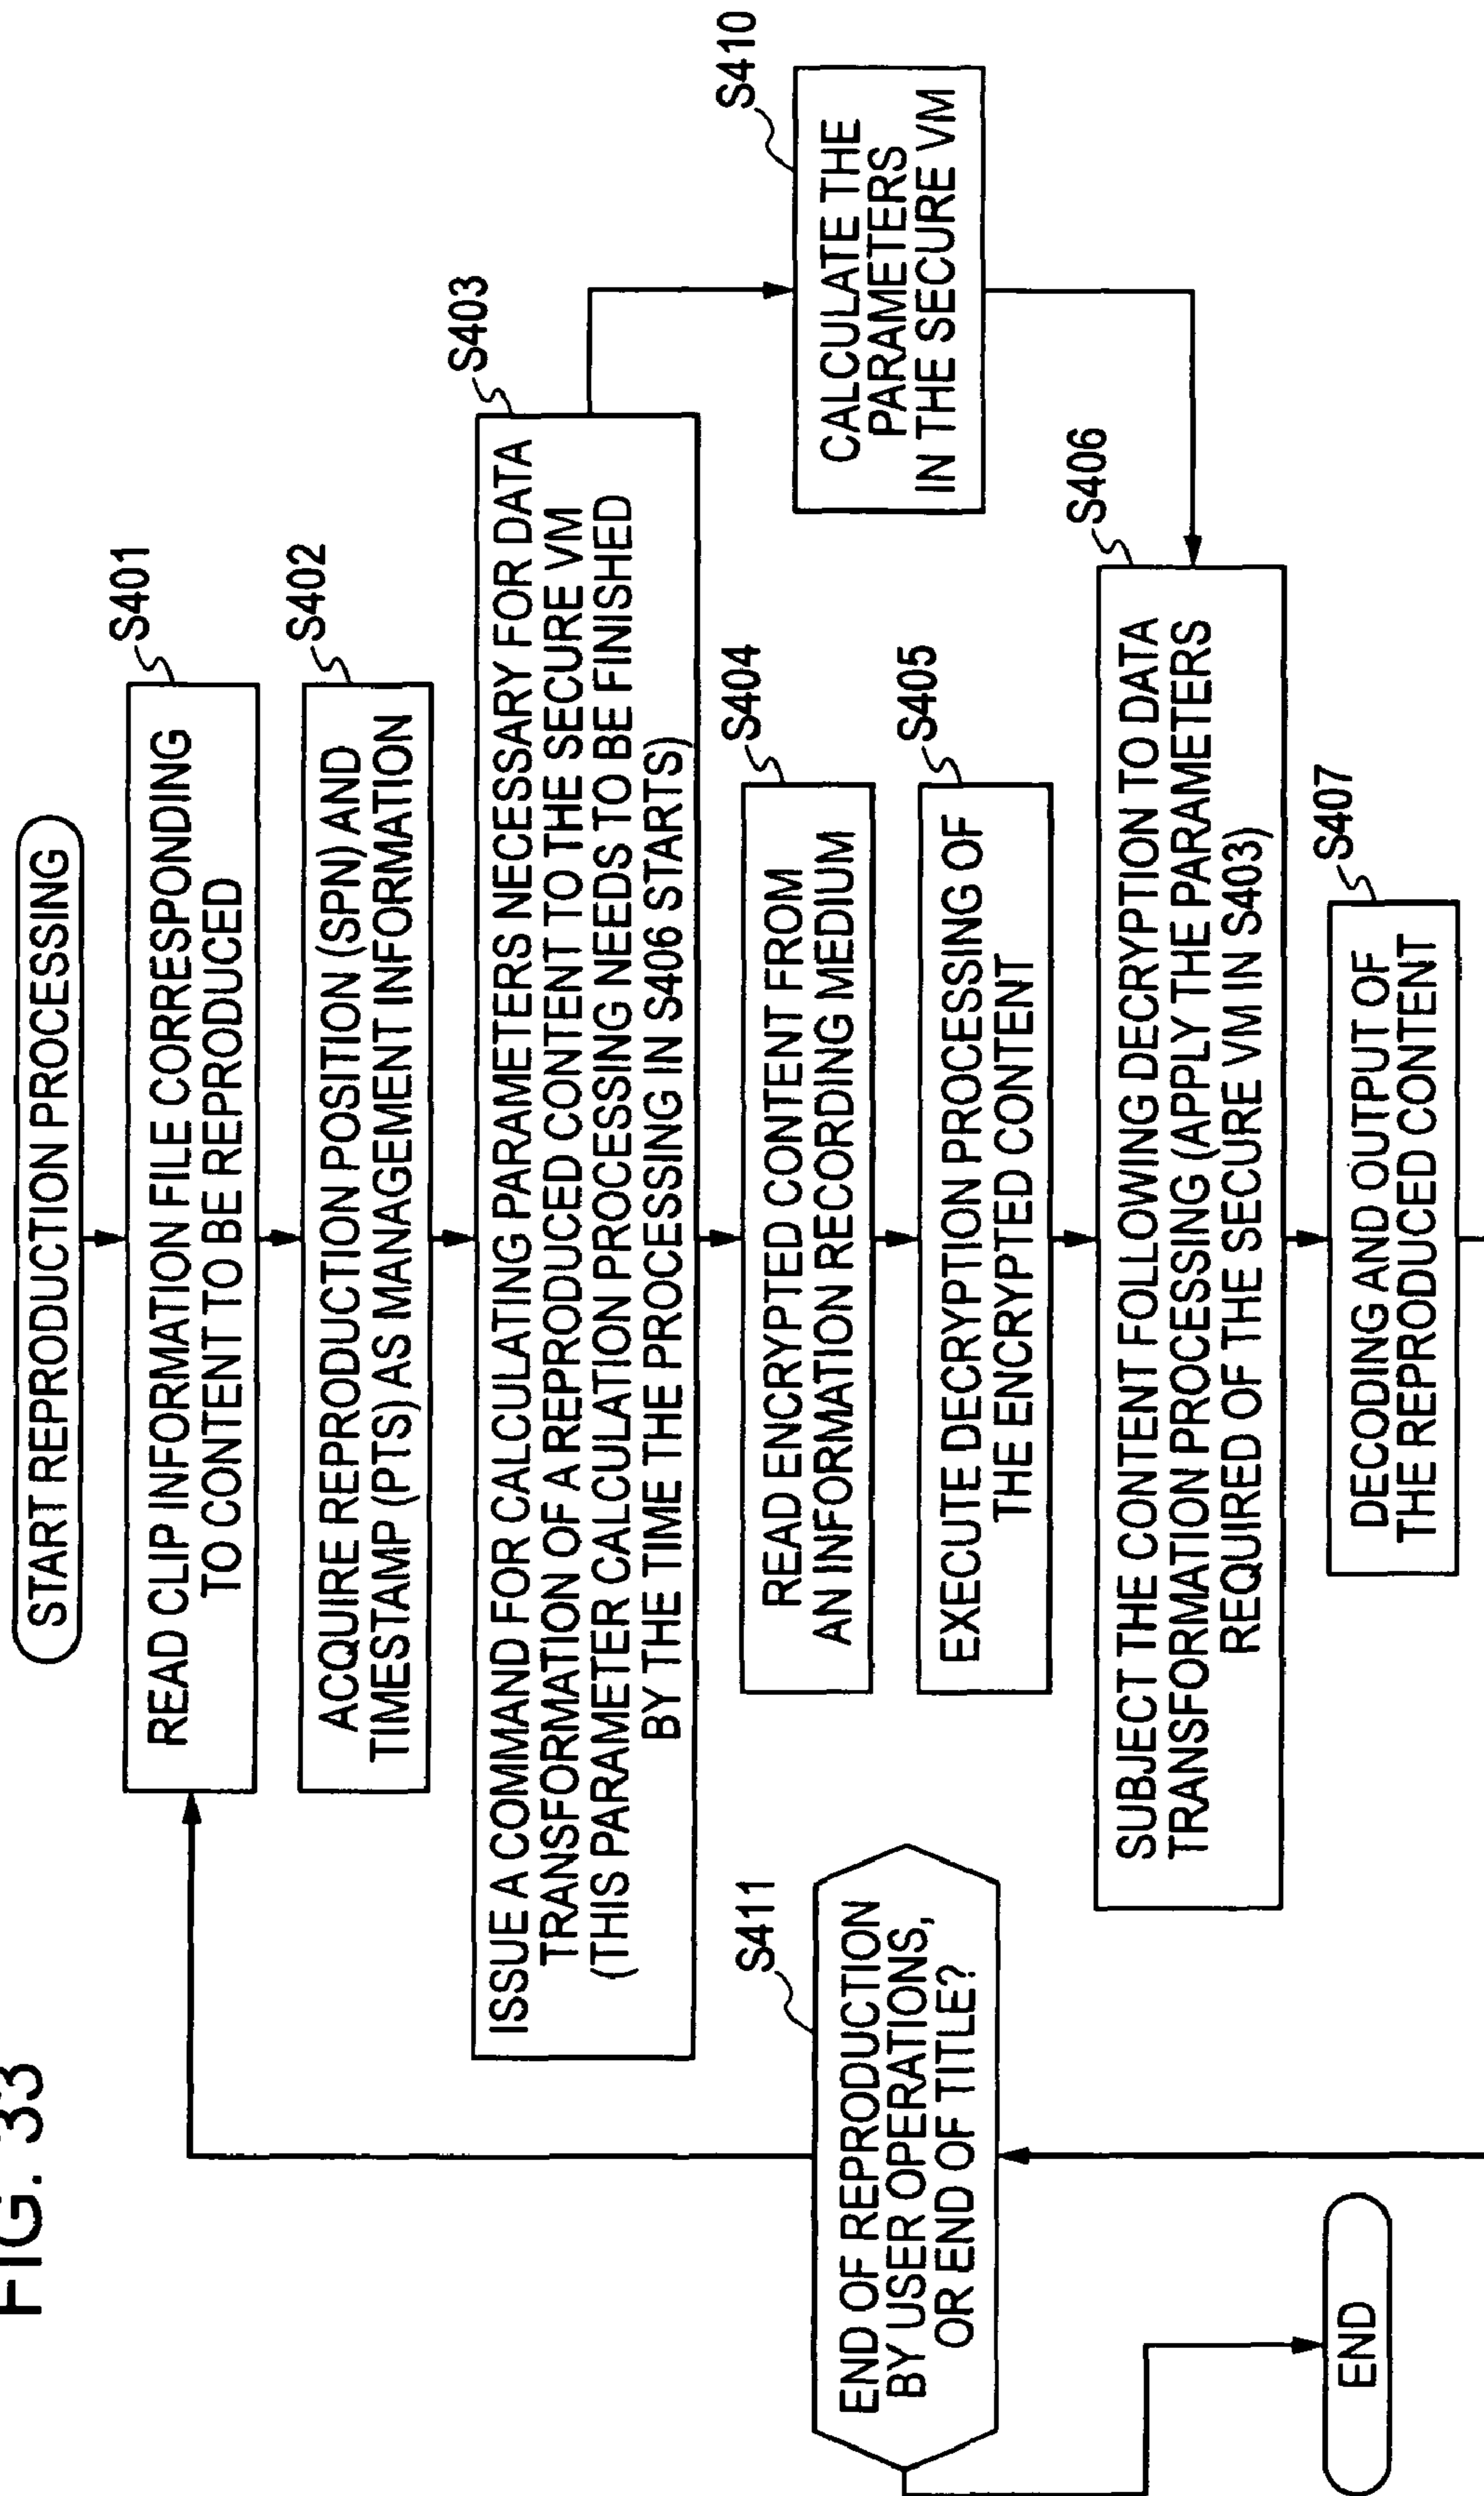 FIG. 33
START REPRODUCTION PROCESSING
S401
READ CLIP INFORMATION FILE CORRESPONDING
TO CONTENT TO BE REPRODUCED
S402
ACQUIRE REPRODUCTION POSITION (SPN) AND
TIMESTAMP (PTS) AS MANAGEMENT INFORMATION
S403
ISSUE A COMMAND FOR CALCULATING PARAMETERS NECESSARY FOR DATA
TRANSFORMATION OF A REPRODUCED CONTENT TO THE SECURE VM
(THIS PARAMETER CALCULATION PROCESSING NEEDS TO BE FINISHED
BY THE TIME THE PROCESSING IN S406 STARTS)
S410
CALCULATE THE
PARAMETERS
IN THE SECURE VM
S404
READ ENCRYPTED CONTENT FROM
AN INFORMATION RECORDING MEDIUM
S405
EXECUTE DECRYPTION PROCESSING OF
THE ENCRYPTED CONTENT
S406
SUBJECT THE CONTENT FOLLOWING DECRYPTION TO DATA
TRANSFORMATION PROCESSING (APPLY THE PARAMETERS
REQUIRED OF THE SECURE VM IN S403)
S407
DECODING AND OUTPUT OF
THE REPRODUCED CONTENT
S411
END OF REPRODUCTION
BY USER OPERATIONS,
OR END OF TITLE?
END